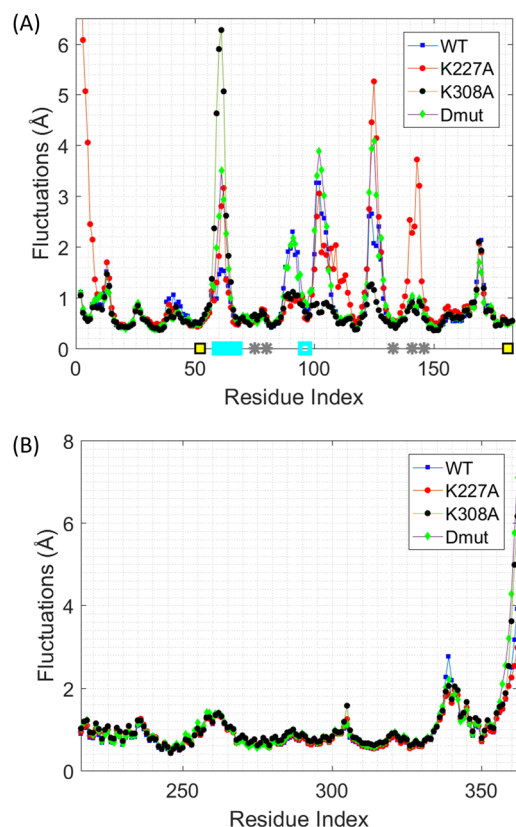 (A)
6
5
4
3
2
1
0
Fluctuations (Å)
WT
K227A
K308A
Dmut
0 50 100 150
Residue Index
(B)
8
6
4
2
0
Fluctuations (Å)
WT
K227A
K308A
Dmut
250 300 350
Residue Index